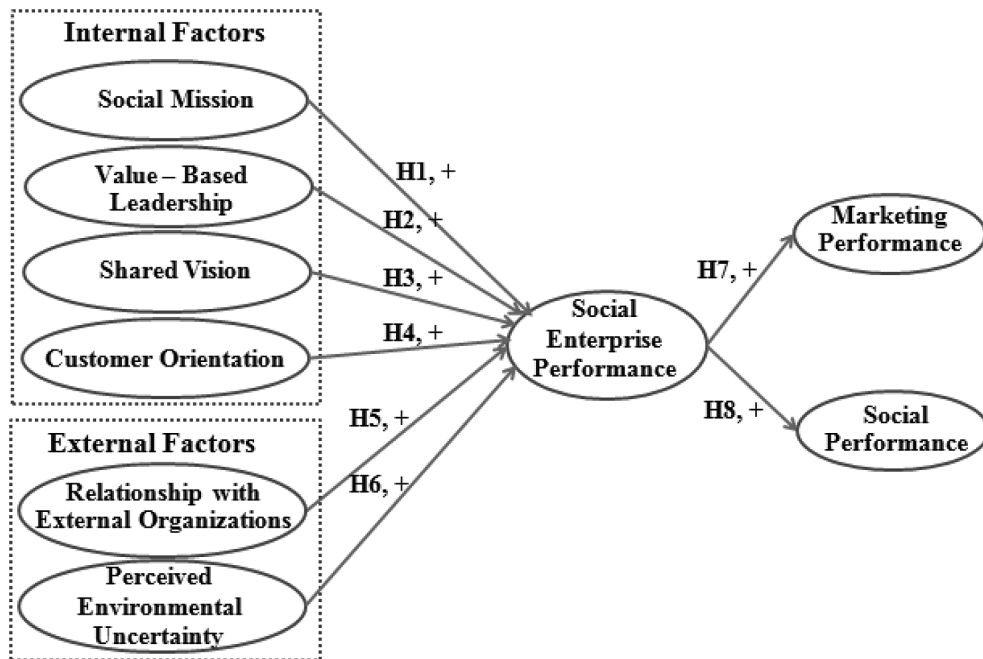 Internal Factors
Social Mission
Value – Based
Leadership
Shared Vision
Customer Orientation
External Factors
Relationship with
External Organizations
Perceived
Environmental
Uncertainty
H1, +
H2, +
H3, +
H4, +
H5, +
H6, +
Social
Enterprise
Performance
H7, +
H8, +
Marketing
Performance
Social
Performance